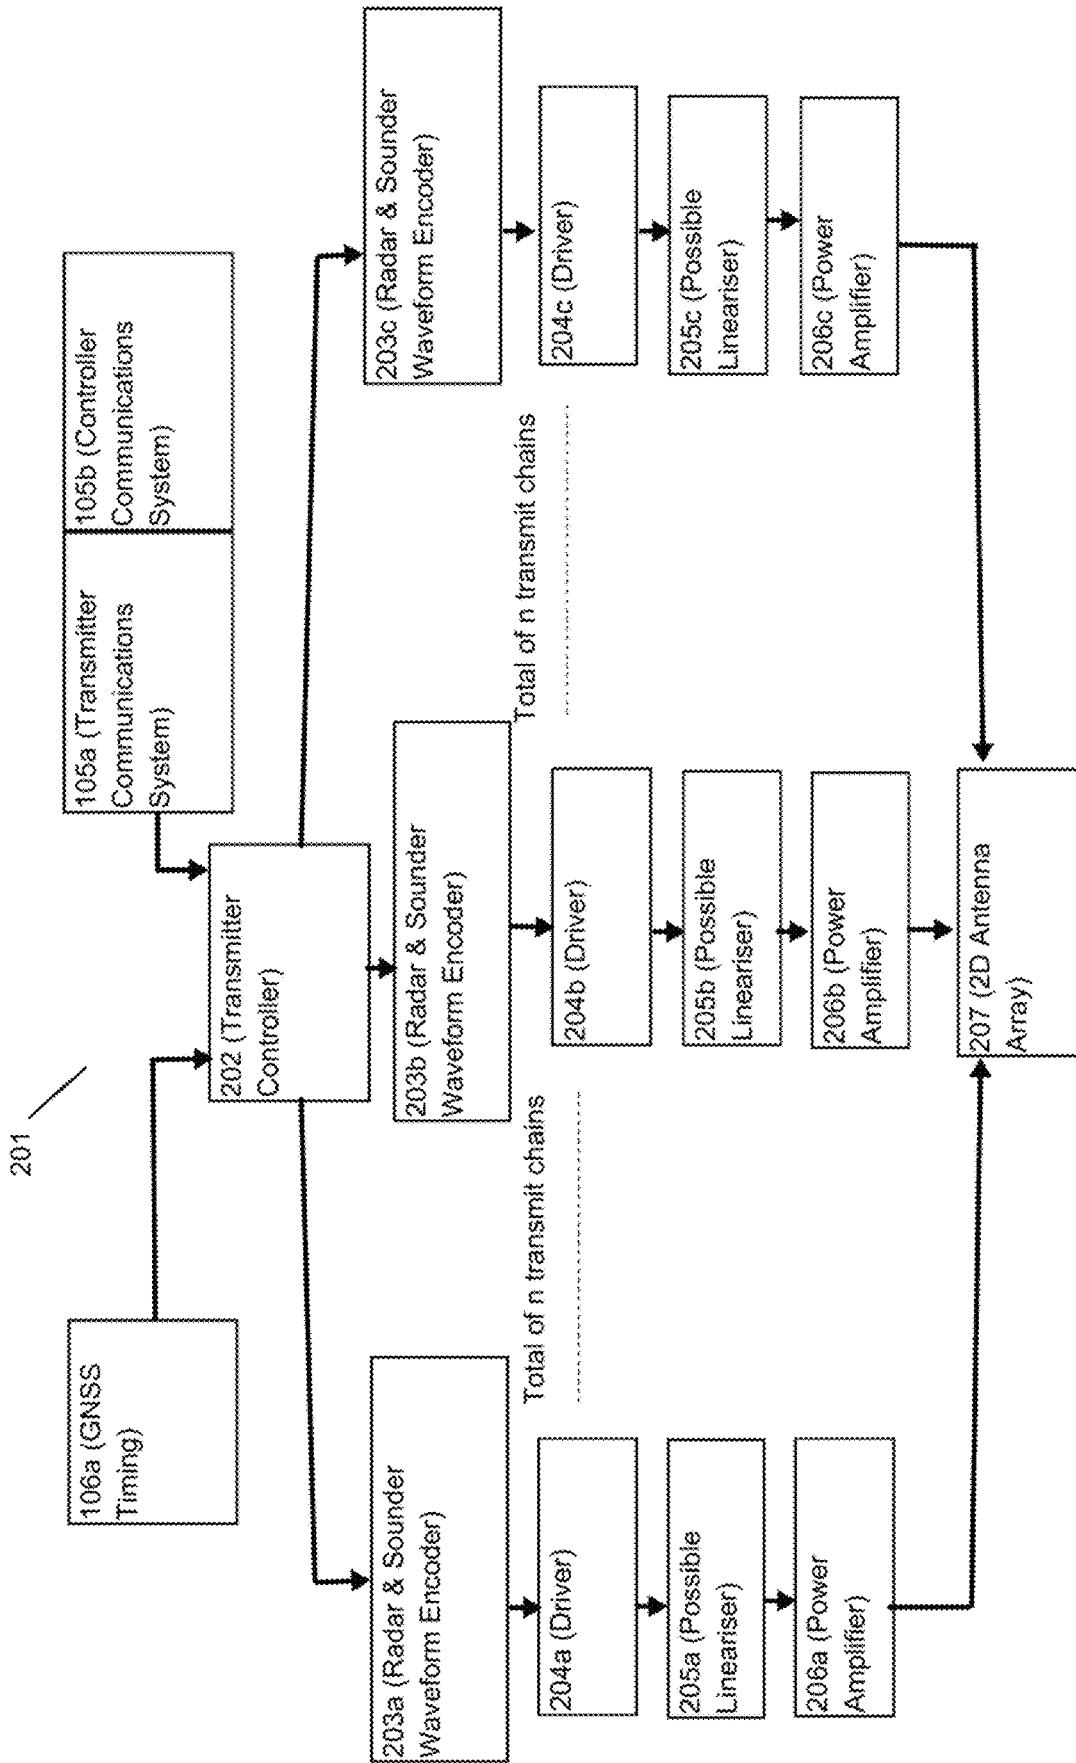 201
106a (GNSS
Timing)
105a (Transmitter
Communications
System)
105b (Controller
Communications
System)
202 (Transmitter
Controller)
203a (Radar & Sounder
Waveform Encoder)
203b (Radar & Sounder
Waveform Encoder)
203c (Radar & Sounder
Waveform Encoder)
Total of n transmit chains
Total of n transmit chains
204a (Driver)
204b (Driver)
204c (Driver)
205a (Possible
Lineariser)
205b (Possible
Lineariser)
205c (Possible
Lineariser)
206a (Power
Amplifier)
206b (Power
Amplifier)
206c (Power
Amplifier)
207 (2D Antenna
Array)